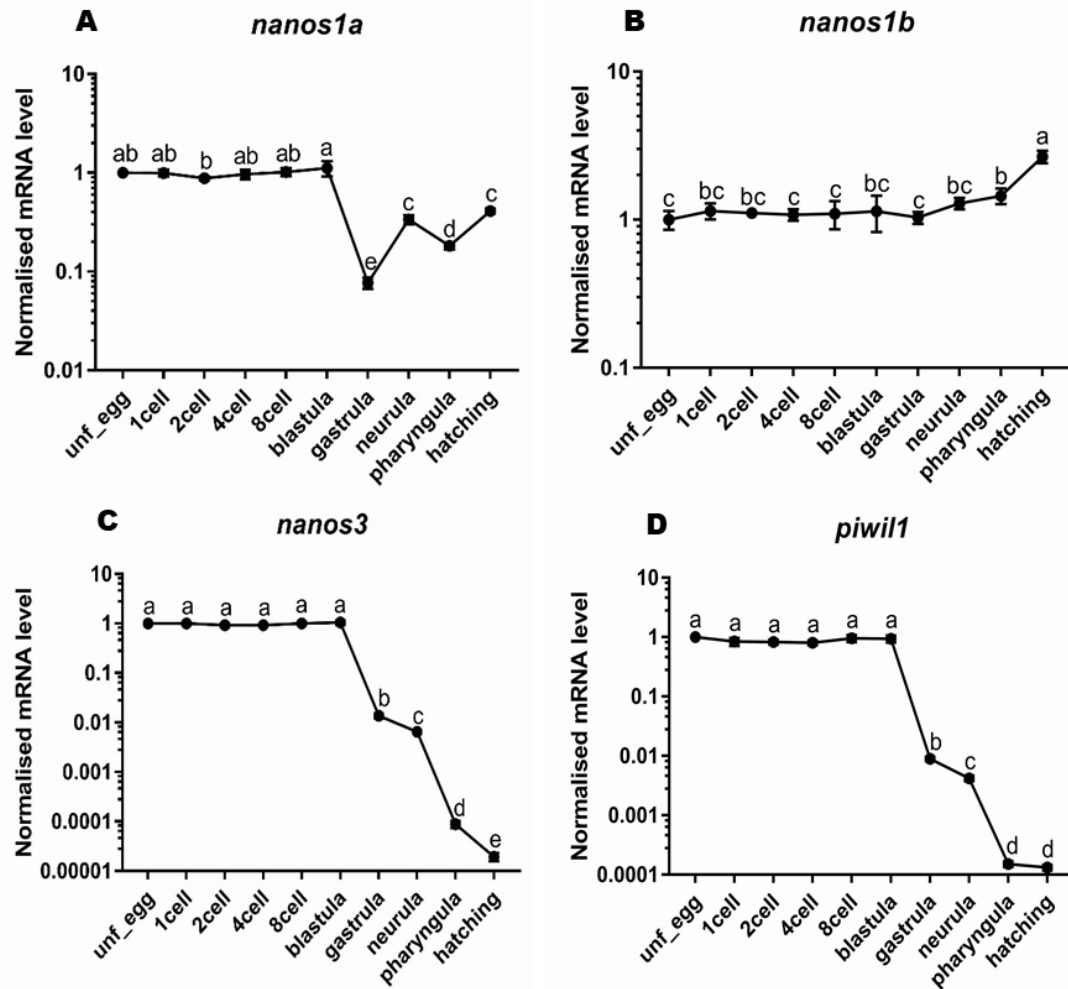 A
nanos1a
Normalised mRNA level
10
1
0.1
0.01
ab ab b ab ab a e c d c
unf_egg 1cell 2cell 4cell 8cell blastula gastrula neurula pharyngula hatching
B
nanos1b
Normalised mRNA level
10
1
0.1
c bc bc c c bc c bc b a
unf_egg 1cell 2cell 4cell 8cell blastula gastrula neurula pharyngula hatching
C
nanos3
Normalised mRNA level
10
1
0.1
0.01
0.001
0.0001
0.00001
a a a a a a b c d e
unf_egg 1cell 2cell 4cell 8cell blastula gastrula neurula pharyngula hatching
D
piwil1
Normalised mRNA level
10
1
0.1
0.01
0.001
0.0001
a a a a a a b c d d
unf_egg 1cell 2cell 4cell 8cell blastula gastrula neurula pharyngula hatching